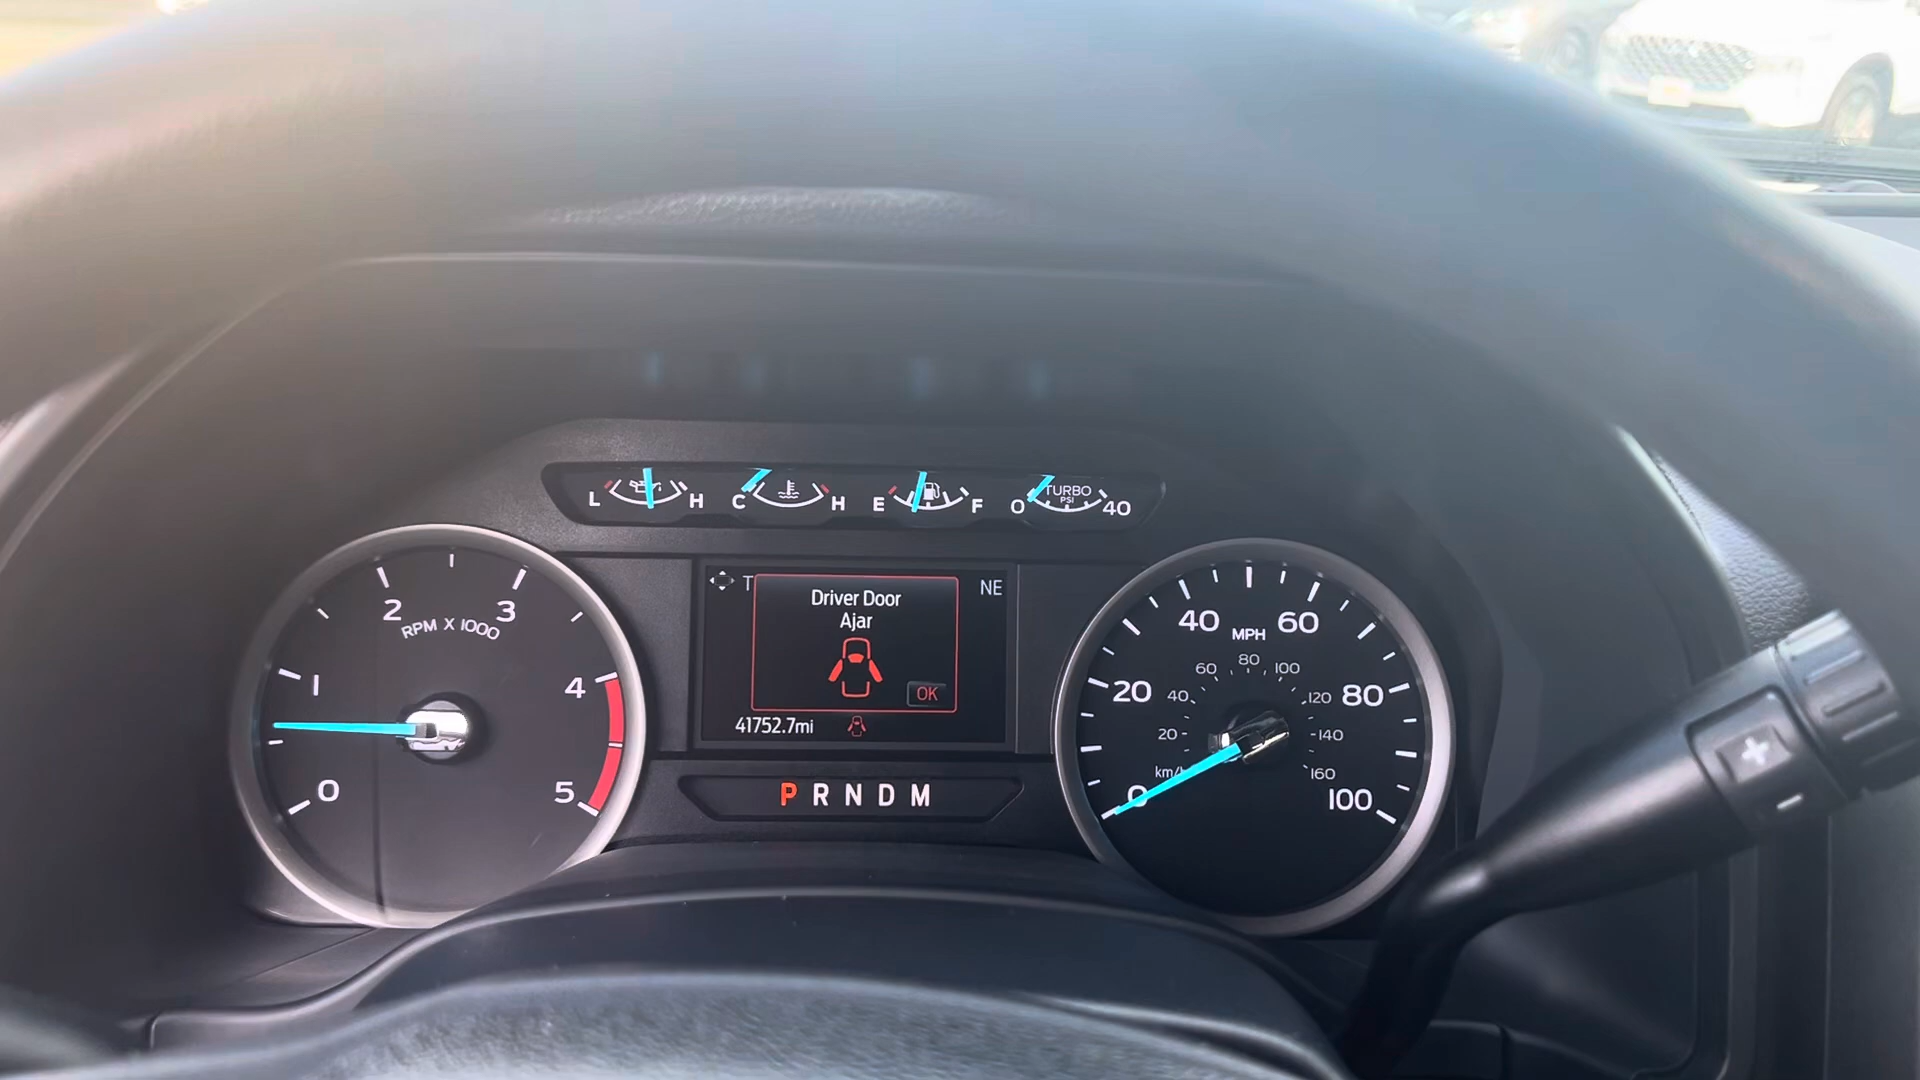 L H C H E F 0 TURBO PSI 40
T NE
Driver Door
Ajar
OK
41752.7mi
P R N D M
0 1 2 3 4 5
RPM X 1000
0 20 40 60 80 100
MPH
20 40 60 80 100 120 140 160
+
-